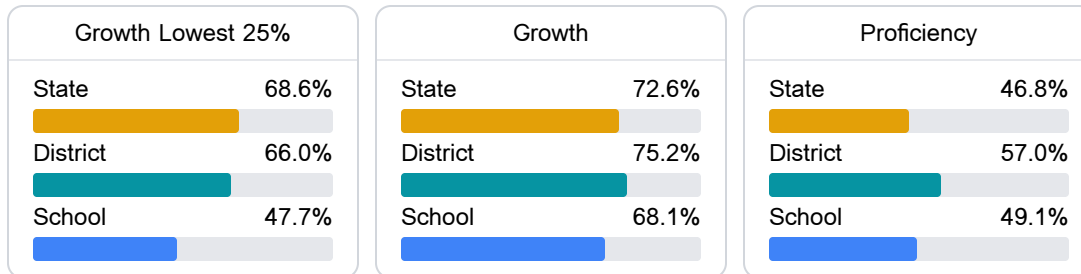 Growth Lowest 25%
State 68.6%
District 66.0%
School 47.7%
Growth
State 72.6%
District 75.2%
School 68.1%
Proficiency
State 46.8%
District 57.0%
School 49.1%